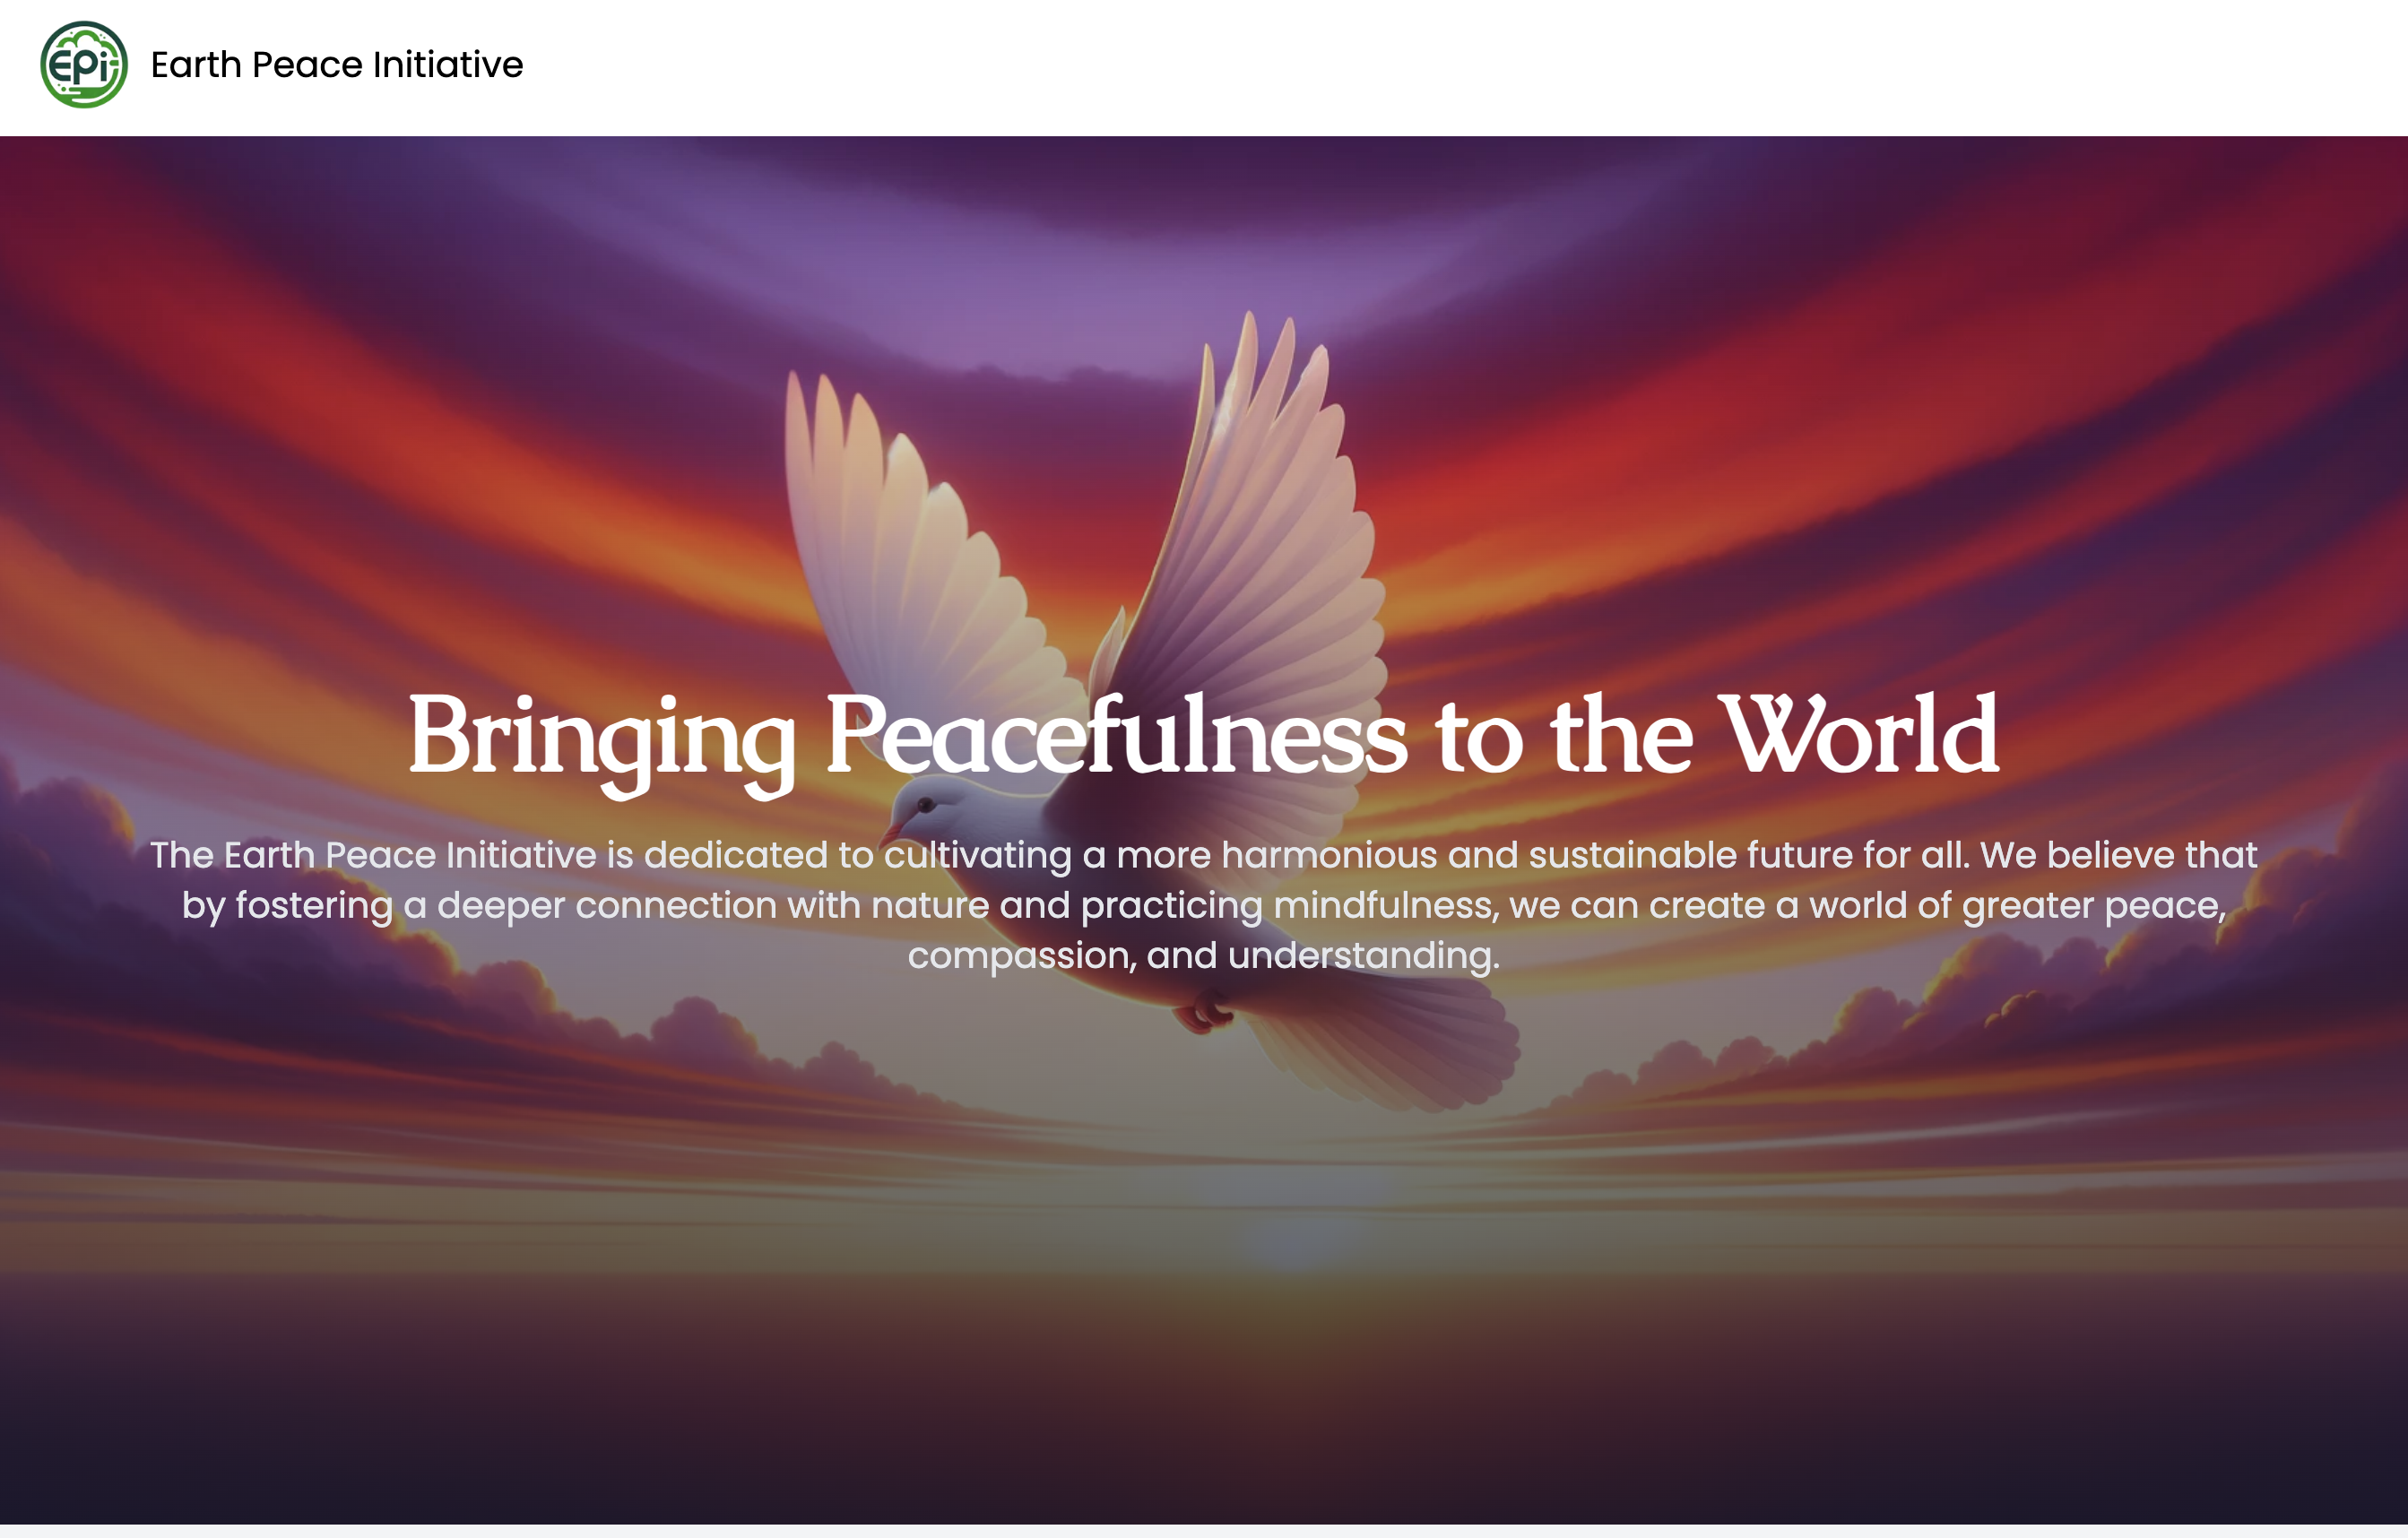 EPi
Earth Peace Initiative
Bringing Peacefulness to the World
The Earth Peace Initiative is dedicated to cultivating a more harmonious and sustainable future for all. We believe that
by fostering a deeper connection with nature and practicing mindfulness, we can create a world of greater peace,
compassion, and understanding.